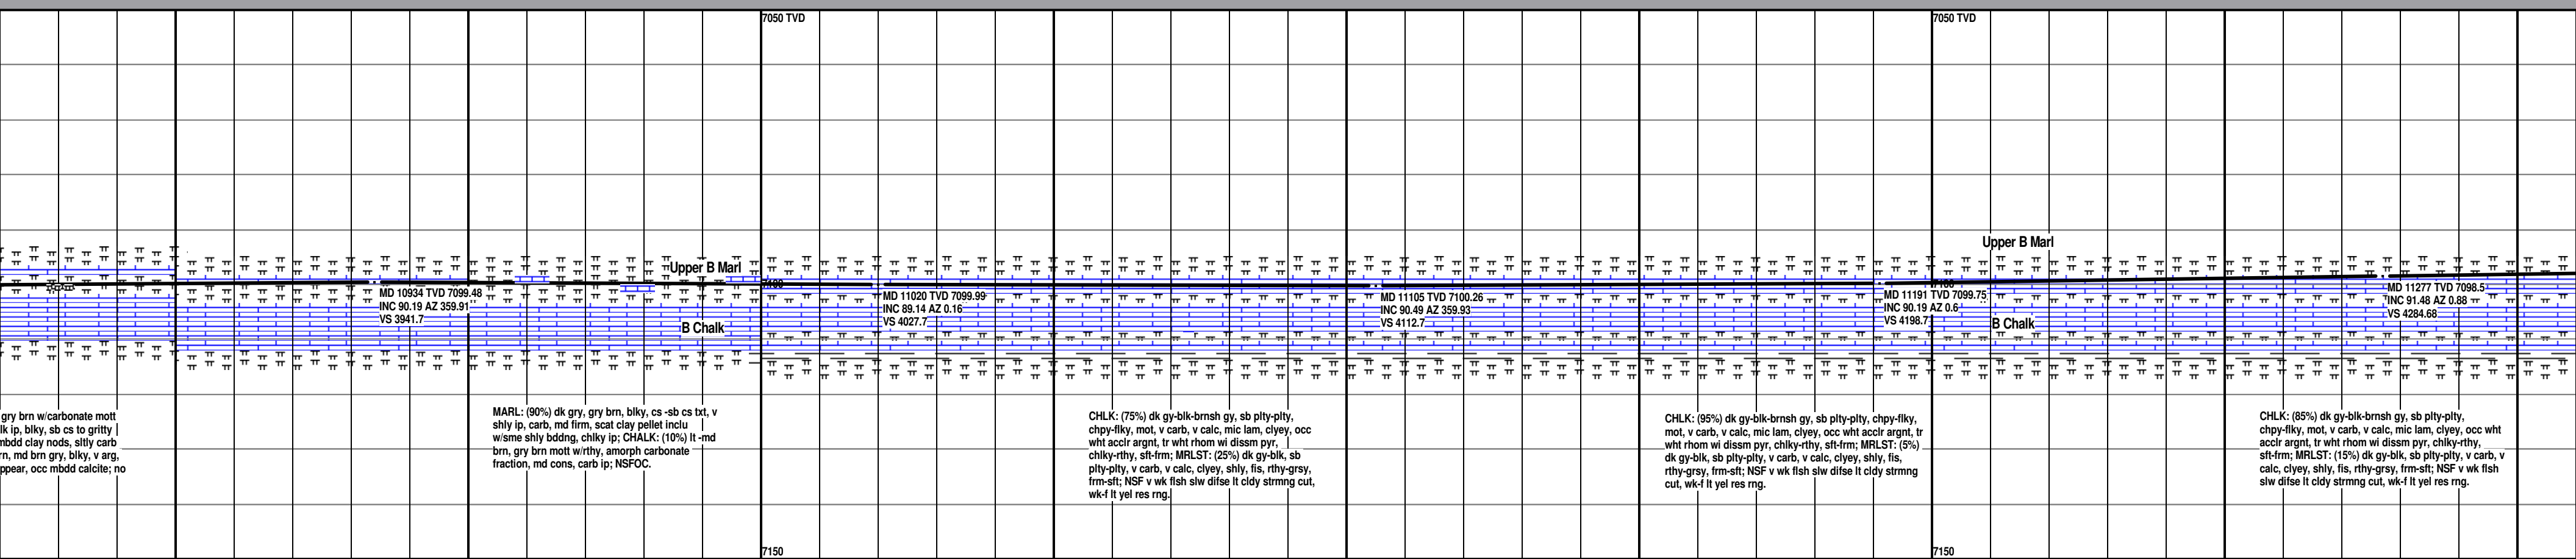 7050 TVD
7050 TVD
Upper B Marl
Upper B Marl
7100
7100
MD 10934 TVD 7099.48
INC 90.19 AZ 359.91
VS 3941.7
MD 11020 TVD 7099.99
INC 89.14 AZ 0.16
VS 4027.7
MD 11105 TVD 7100.26
INC 90.49 AZ 359.93
VS 4112.7
MD 11191 TVD 7099.75
INC 90.19 AZ 0.6
VS 4198.7
MD 11277 TVD 7098.5
INC 91.48 AZ 0.88
VS 4284.68
B Chalk
B Chalk
gry brn w/carbonate mott
lk ip, blky, sb cs to gritty
mbdd clay nods, sltly carb
rn, md brn gry, blky, v arg,
ppear, occ mbdd calcite; no
MARL: (90%) dk gry, gry brn, blky, cs -sb cs txt, v
shly ip, carb, md firm, scat clay pellet inclu
w/sme shly bddng, chlky ip; CHALK: (10%) lt -md
brn, gry brn mott w/rthy, amorph carbonate
fraction, md cons, carb ip; NSFOC.
CHLK: (75%) dk gy-blk-brnsh gy, sb plty-plty,
chpy-flky, mot, v carb, v calc, mic lam, clyey, occ
wht acclr argnt, tr wht rhom wi dissm pyr,
chlky-rthy, sft-frm; MRLST: (25%) dk gy-blk, sb
plty-plty, v carb, v calc, clyey, shly, fis, rthy-grsy,
frm-sft; NSF v wk flsh slw difse lt cldy strmng cut,
wk-f lt yel res rng.
CHLK: (95%) dk gy-blk-brnsh gy, sb plty-plty, chpy-flky,
mot, v carb, v calc, mic lam, clyey, occ wht acclr argnt, tr
wht rhom wi dissm pyr, chlky-rthy, sft-frm; MRLST: (5%)
dk gy-blk, sb plty-plty, v carb, v calc, clyey, shly, fis,
rthy-grsy, frm-sft; NSF v wk flsh slw difse lt cldy strmng
cut, wk-f lt yel res rng.
CHLK: (85%) dk gy-blk-brnsh gy, sb plty-plty,
chpy-flky, mot, v carb, v calc, mic lam, clyey, occ wht
acclr argnt, tr wht rhom wi dissm pyr, chlky-rthy,
sft-frm; MRLST: (15%) dk gy-blk, sb plty-plty, v carb, v
calc, clyey, shly, fis, rthy-grsy, frm-sft; NSF v wk flsh
slw difse lt cldy strmng cut, wk-f lt yel res rng.
7150
7150